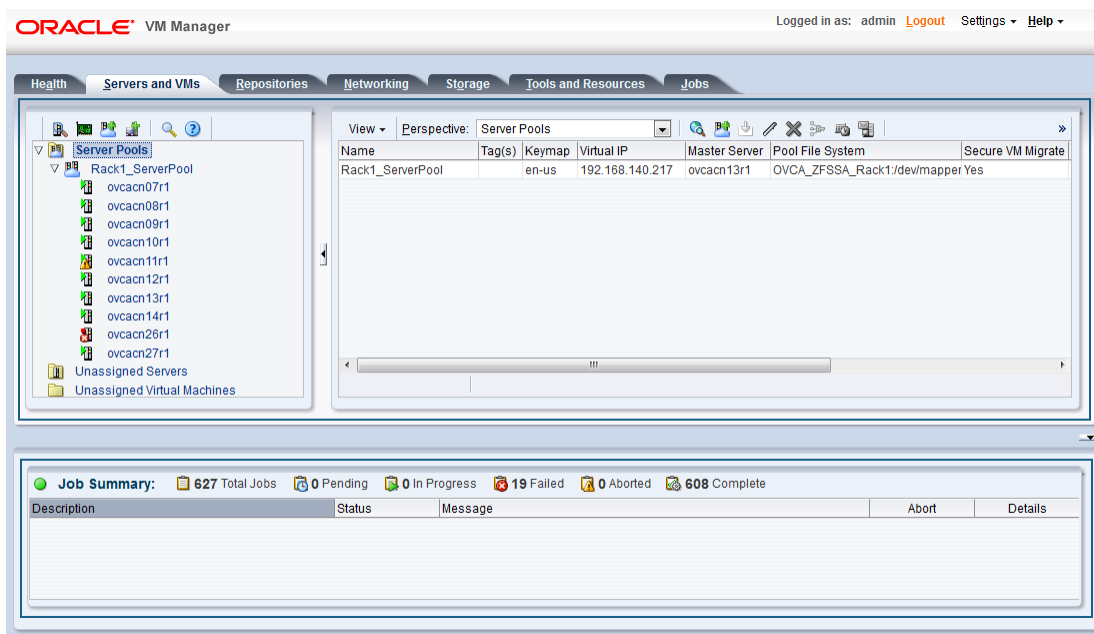 ORACLE VM Manager
Logged in as: admin Logout Settings Help
Health Servers and VMs Repositories Networking Storage Tools and Resources Jobs
View Perspective: Server Pools »
Server Pools
Rack1_ServerPool
ovcacn07r1
ovcacn08r1
ovcacn09r1
ovcacn10r1
ovcacn11r1
ovcacn12r1
ovcacn13r1
ovcacn14r1
ovcacn26r1
ovcacn27r1
Unassigned Servers
Unassigned Virtual Machines
Name Tag(s) Keymap Virtual IP Master Server Pool File System Secure VM Migrate
Rack1_ServerPool en-us 192.168.140.217 ovcacn13r1 OVCA_ZFSSA_Rack1:/dev/mapper Yes
Job Summary: 627 Total Jobs 0 Pending 0 In Progress 19 Failed 0 Aborted 608 Complete
Description Status Message Abort Details